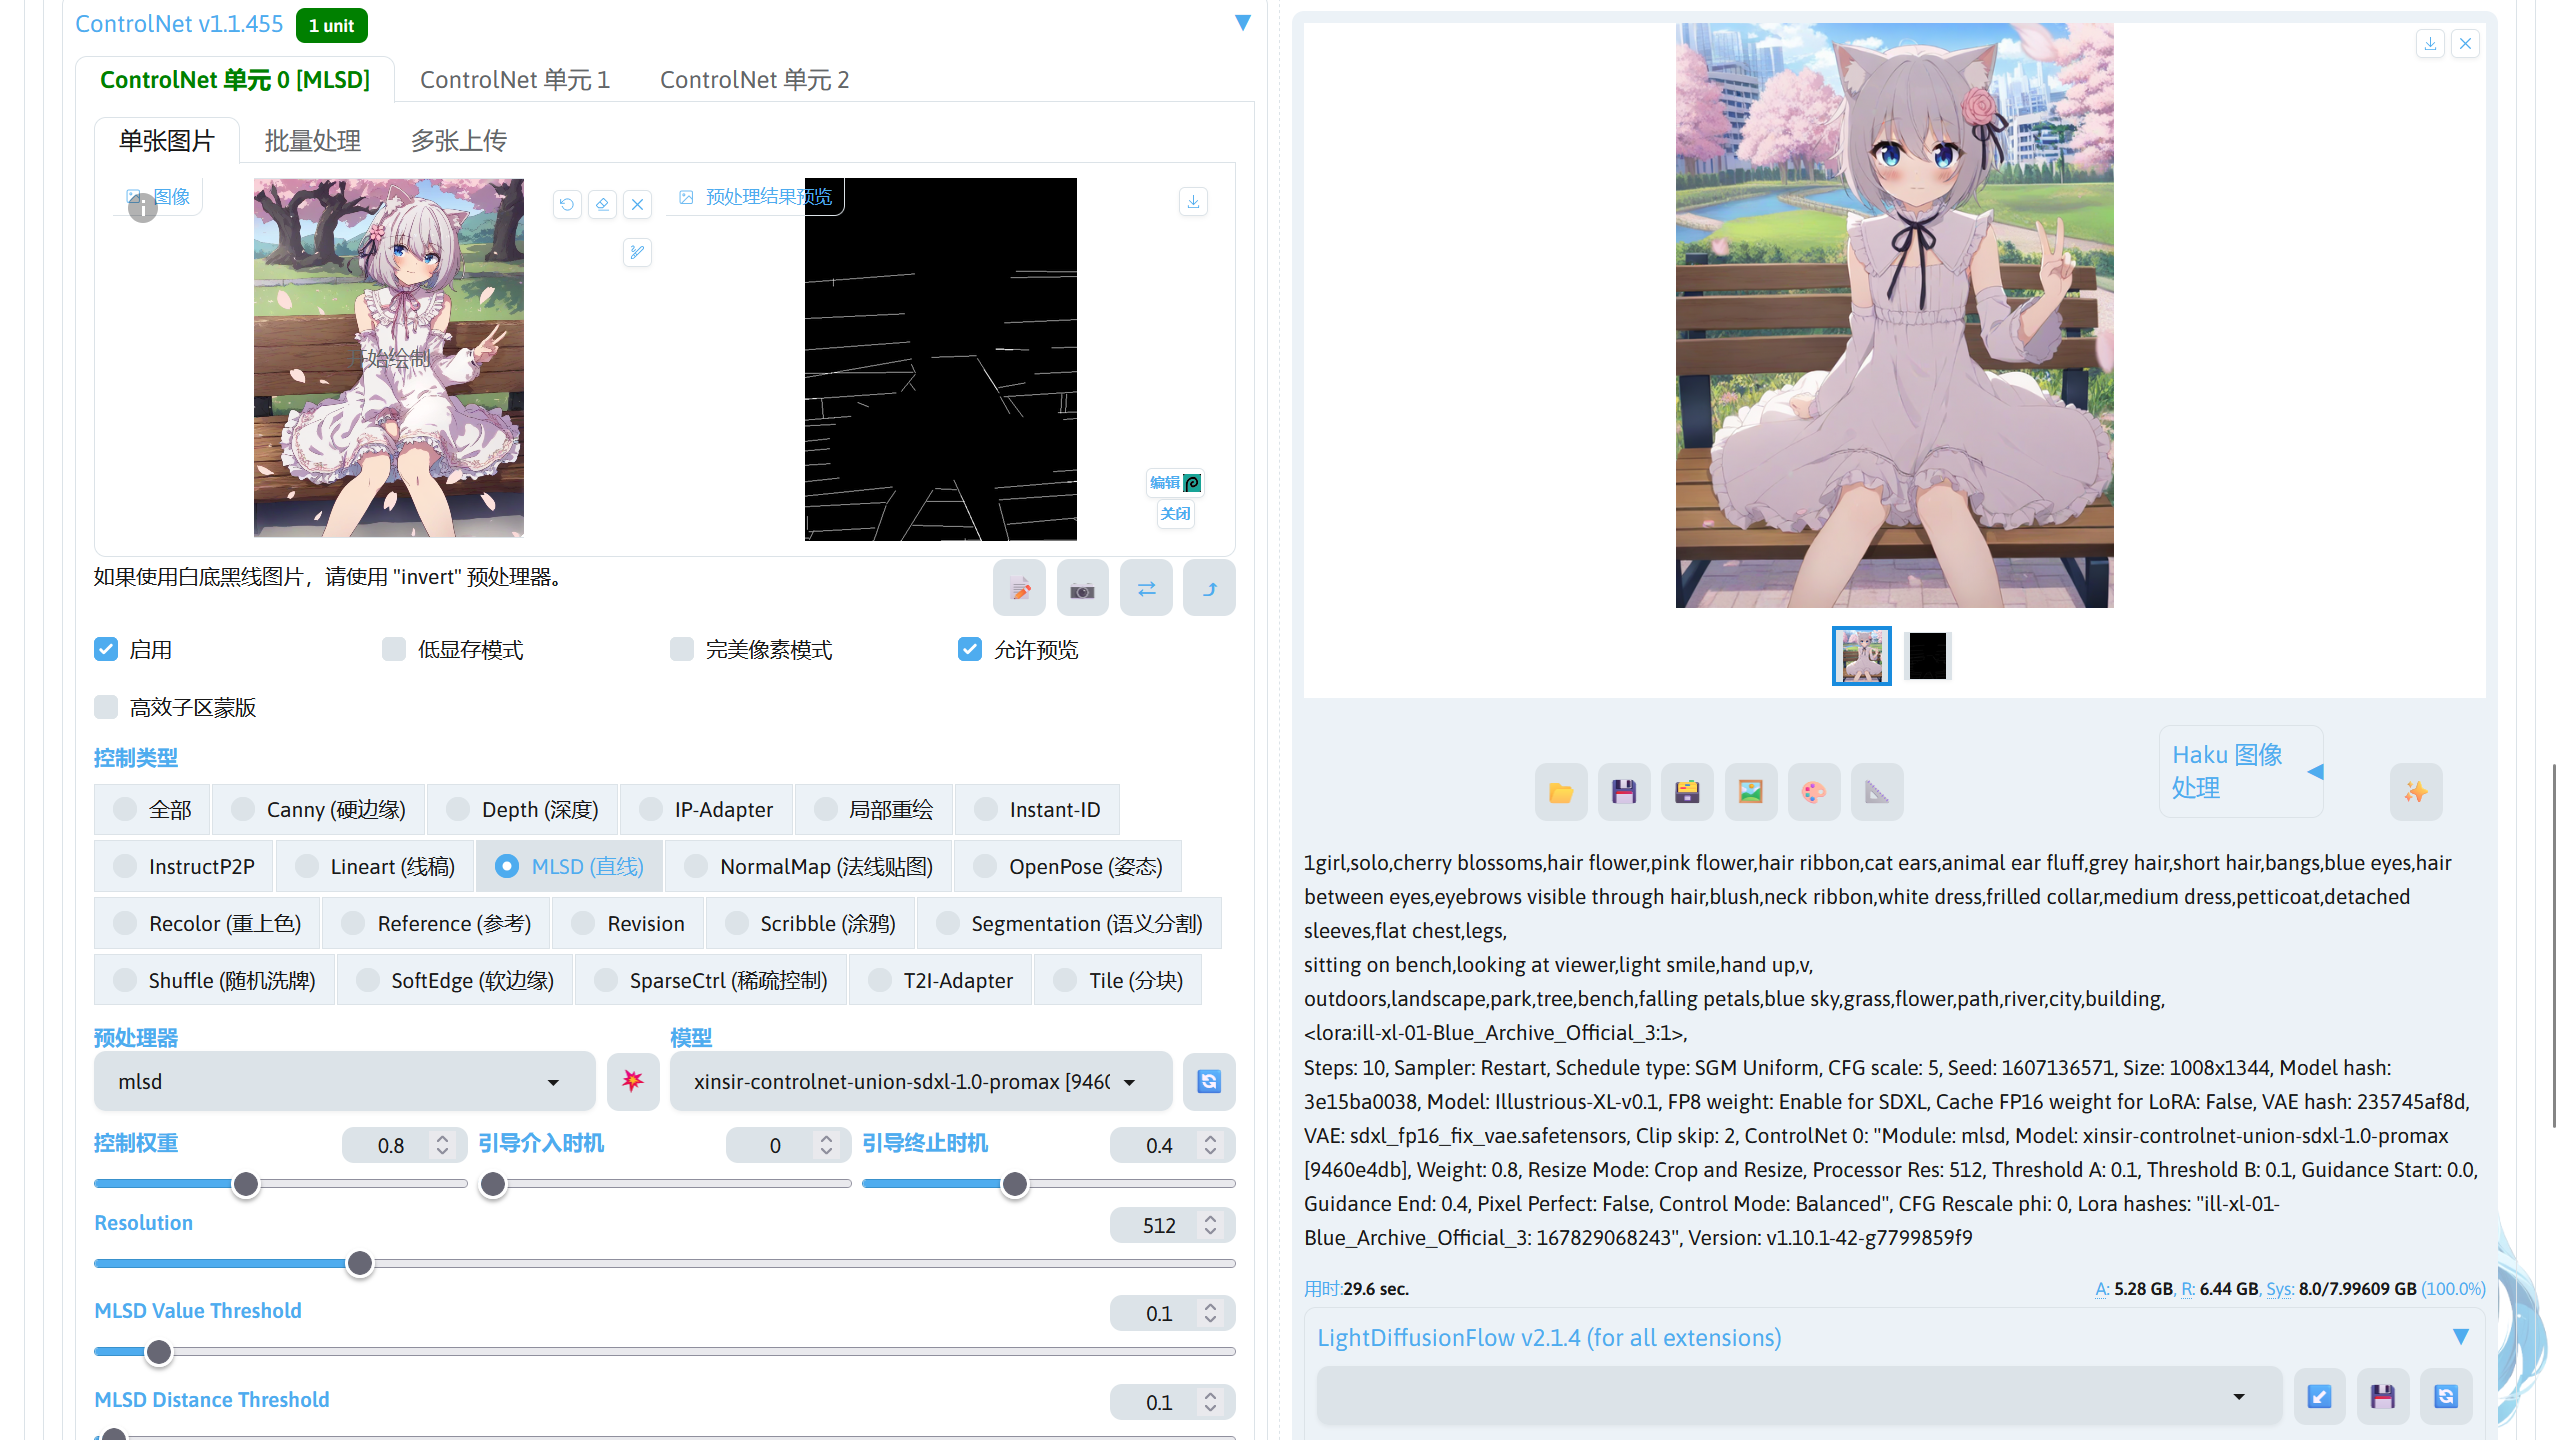 ControlNet v1.1.455
1 unit
ControlNet 单元 0 [MLSD]
ControlNet 单元 1
ControlNet 单元 2
单张图片
批量处理
多张上传
图像
预处理结果预览
开始绘制
编辑
关闭
如果使用白底黑线图片，请使用 "invert" 预处理器。
启用
低显存模式
完美像素模式
允许预览
高效子区蒙版
控制类型
全部
Canny (硬边缘)
Depth (深度)
IP-Adapter
局部重绘
Instant-ID
InstructP2P
Lineart (线稿)
MLSD (直线)
NormalMap (法线贴图)
OpenPose (姿态)
Recolor (重上色)
Reference (参考)
Revision
Scribble (涂鸦)
Segmentation (语义分割)
Shuffle (随机洗牌)
SoftEdge (软边缘)
SparseCtrl (稀疏控制)
T2I-Adapter
Tile (分块)
预处理器
模型
mlsd
xinsir-controlnet-union-sdxl-1.0-promax [946(
控制权重
0.8
引导介入时机
0
引导终止时机
0.4
Resolution
512
MLSD Value Threshold
0.1
MLSD Distance Threshold
0.1
Haku 图像
处理
1girl,solo,cherry blossoms,hair flower,pink flower,hair ribbon,cat ears,animal ear fluff,grey hair,short hair,bangs,blue eyes,hair
between eyes,eyebrows visible through hair,blush,neck ribbon,white dress,frilled collar,medium dress,petticoat,detached
sleeves,flat chest,legs,
sitting on bench,looking at viewer,light smile,hand up,v,
outdoors,landscape,park,tree,bench,falling petals,blue sky,grass,flower,path,river,city,building,
<lora:ill-xl-01-Blue_Archive_Official_3:1>,
Steps: 10, Sampler: Restart, Schedule type: SGM Uniform, CFG scale: 5, Seed: 1607136571, Size: 1008x1344, Model hash:
3e15ba0038, Model: Illustrious-XL-v0.1, FP8 weight: Enable for SDXL, Cache FP16 weight for LoRA: False, VAE hash: 235745af8d,
VAE: sdxl_fp16_fix_vae.safetensors, Clip skip: 2, ControlNet 0: "Module: mlsd, Model: xinsir-controlnet-union-sdxl-1.0-promax
[9460e4db], Weight: 0.8, Resize Mode: Crop and Resize, Processor Res: 512, Threshold A: 0.1, Threshold B: 0.1, Guidance Start: 0.0,
Guidance End: 0.4, Pixel Perfect: False, Control Mode: Balanced", CFG Rescale phi: 0, Lora hashes: "ill-xl-01-
Blue_Archive_Official_3: 167829068243", Version: v1.10.1-42-g7799859f9
用时:29.6 sec.
A: 5.28 GB, R: 6.44 GB, Sys: 8.0/7.99609 GB (100.0%)
LightDiffusionFlow v2.1.4 (for all extensions)